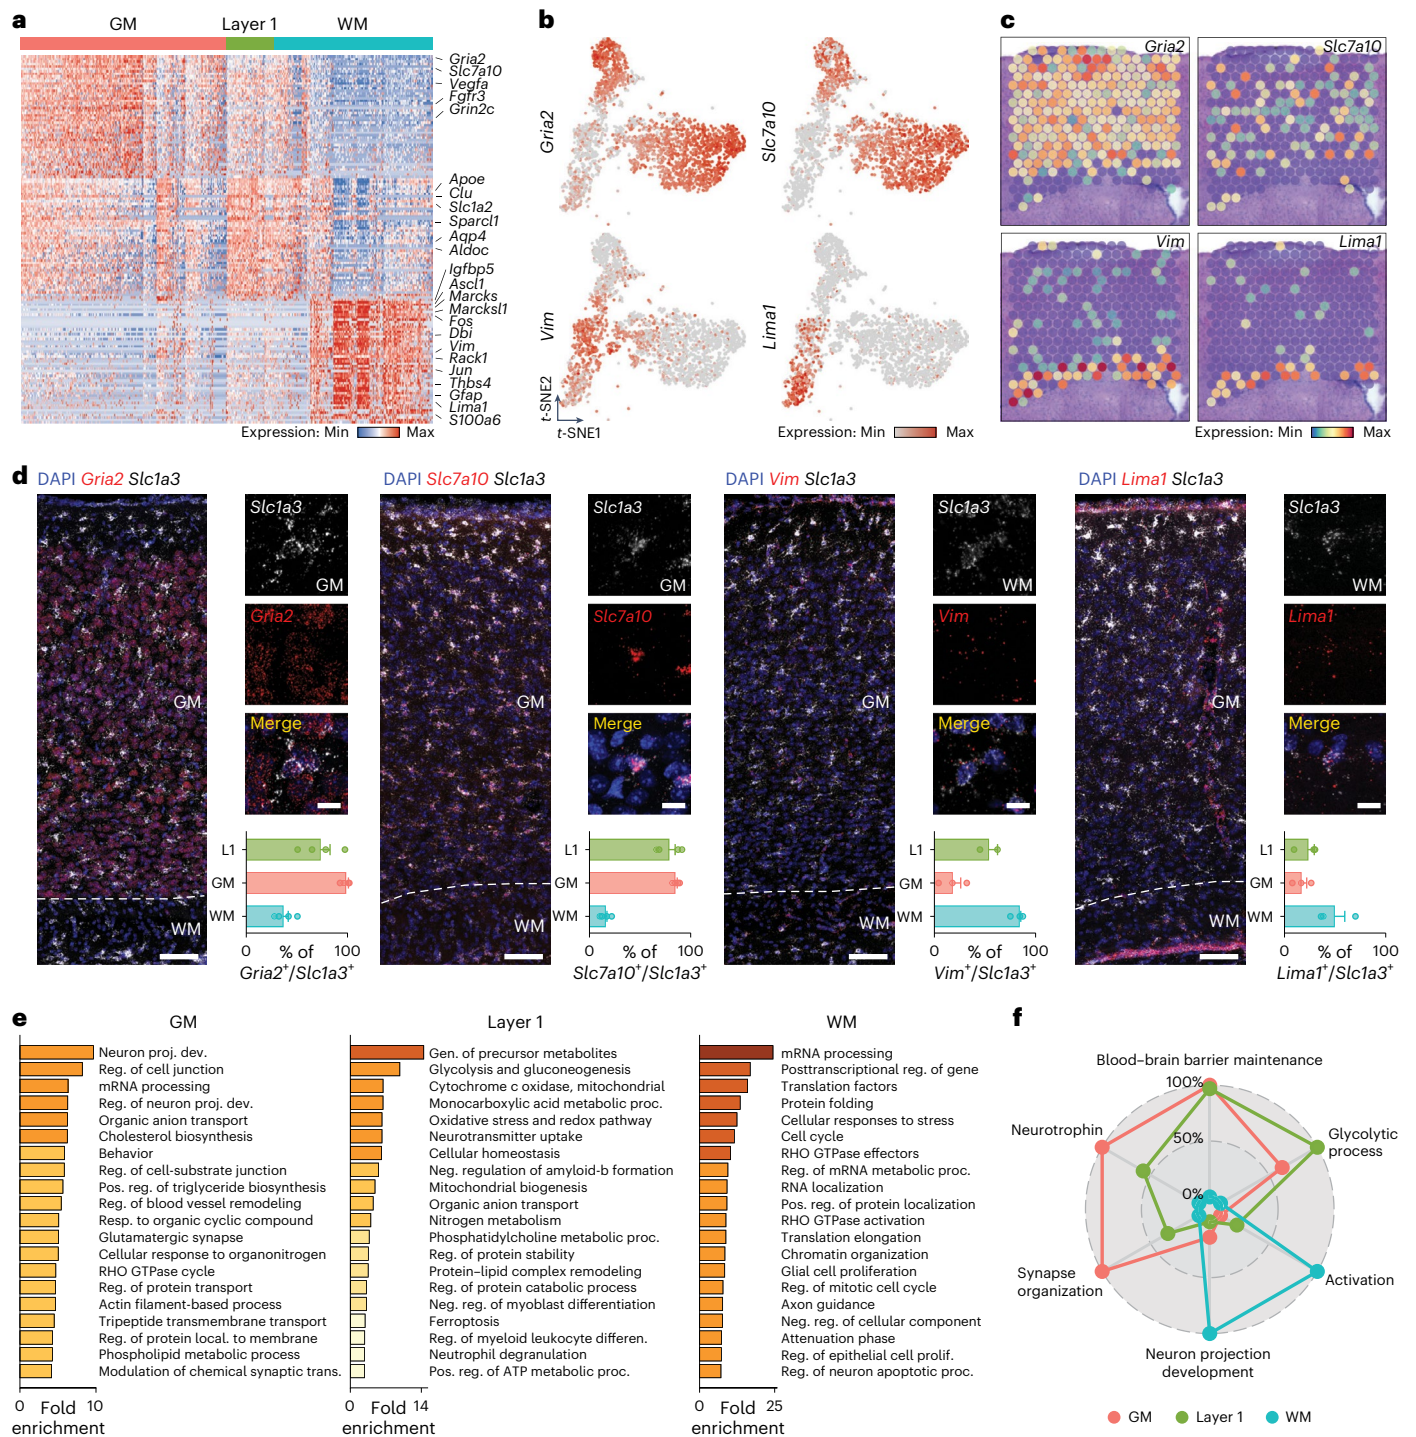 a
GM
Layer 1
WM
Gria2
Slc7a10
Vegfa
Fgfr3
Grin2c
Apoe
Clu
Slc1a2
Sparcl1
Aqp4
Aldoc
Igfbp5
Ascl1
Marcks
Marcksl1
Fos
Dbi
Vim
Rack1
Jun
Thbs4
Gfap
Lima1
S100a6
Expression: Min
Max
b
Gria2
Slc7a10
Vim
Lima1
t-SNE2
t-SNE1
Expression: Min
Max
c
Gria2
Slc7a10
Vim
Lima1
Expression: Min
Max
d
DAPI Gria2 Slc1a3
GM
WM
Slc1a3
GM
Gria2
Merge
L1
GM
WM
0
100
% of
Gria2+/Slc1a3+
DAPI Slc7a10 Slc1a3
GM
WM
Slc1a3
GM
Slc7a10
Merge
L1
GM
WM
0
100
% of
Slc7a10+/Slc1a3+
DAPI Vim Slc1a3
GM
WM
Slc1a3
WM
Vim
Merge
L1
GM
WM
0
100
% of
Vim+/Slc1a3+
DAPI Lima1 Slc1a3
GM
WM
Slc1a3
WM
Lima1
Merge
L1
GM
WM
0
100
% of
Lima1+/Slc1a3+
e
GM
Neuron proj. dev.
Reg. of cell junction
mRNA processing
Reg. of neuron proj. dev.
Organic anion transport
Cholesterol biosynthesis
Behavior
Reg. of cell-substrate junction
Pos. reg. of triglyceride biosynthesis
Reg. of blood vessel remodeling
Resp. to organic cyclic compound
Glutamatergic synapse
Cellular response to organonitrogen
RHO GTPase cycle
Reg. of protein transport
Actin filament-based process
Tripeptide transmembrane transport
Reg. of protein local. to membrane
Phospholipid metabolic process
Modulation of chemical synaptic trans.
0
10
Fold
enrichment
Layer 1
Gen. of precursor metabolites
Glycolysis and gluconeogenesis
Cytochrome c oxidase, mitochondrial
Monocarboxylic acid metabolic proc.
Oxidative stress and redox pathway
Neurotransmitter uptake
Cellular homeostasis
Neg. regulation of amyloid-b formation
Mitochondrial biogenesis
Organic anion transport
Nitrogen metabolism
Phosphatidylcholine metabolic proc.
Reg. of protein stability
Protein–lipid complex remodeling
Reg. of protein catabolic process
Neg. reg. of myoblast differentiation
Ferroptosis
Reg. of myeloid leukocyte differen.
Neutrophil degranulation
Pos. reg. of ATP metabolic proc.
0
14
Fold
enrichment
WM
mRNA processing
Posttranscriptional reg. of gene
Translation factors
Protein folding
Cellular responses to stress
Cell cycle
RHO GTPase effectors
Reg. of mRNA metabolic proc.
RNA localization
Pos. reg. of protein localization
RHO GTPase activation
Translation elongation
Chromatin organization
Glial cell proliferation
Reg. of mitotic cell cycle
Axon guidance
Neg. reg. of cellular component
Attenuation phase
Reg. of epithelial cell prolif.
Reg. of neuron apoptotic proc.
0
25
Fold
enrichment
f
Blood–brain barrier maintenance
100%
50%
0%
Neurotrophin
Glycolytic
process
Synapse
organization
Activation
Neuron projection
development
GM
Layer 1
WM